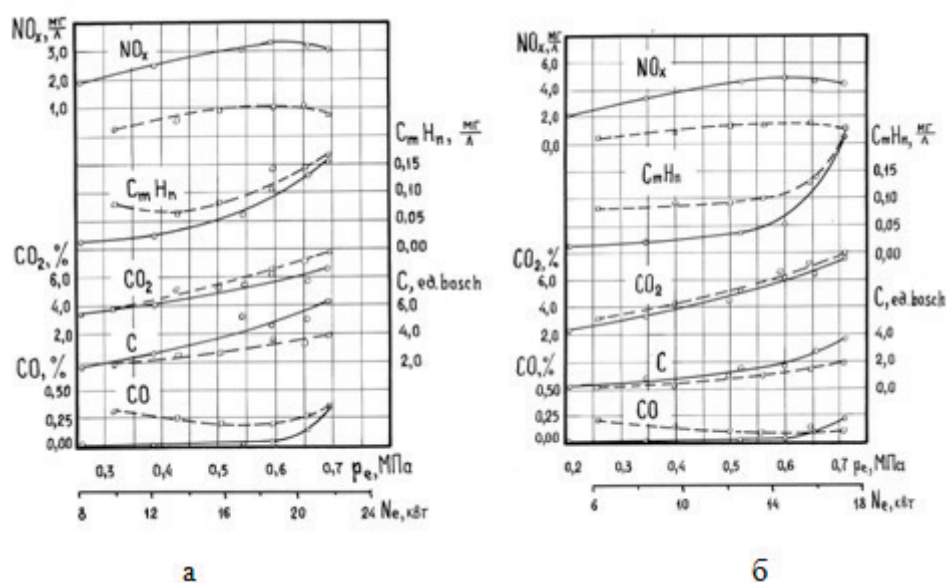 NOx, мг/л
3,0
2,0
1,0
NOx
CmHn, мг/л
0,15
0,10
0,05
0,00
CmHn
CO2, %
6,0
4,0
2,0
CO2
C, ед. bosch
6,0
4,0
2,0
C
CO, %
0,50
0,25
0,00
CO
0,3 0,4 0,5 0,6 0,7 pe, МПа
8 12 16 20 24
Ne, кВт
а
NOx, мг/л
6,0
4,0
2,0
0,0
NOx
CmHn, мг/л
0,15
0,10
0,05
0,00
CmHn
CO2, %
6,0
4,0
2,0
CO2
C, ед. bosch
4,0
2,0
0,0
C
CO, %
0,50
0,25
0,00
CO
0,2 0,3 0,4 0,5 0,6 0,7 pe, МПа
6 10 14 18
Ne, кВт
б